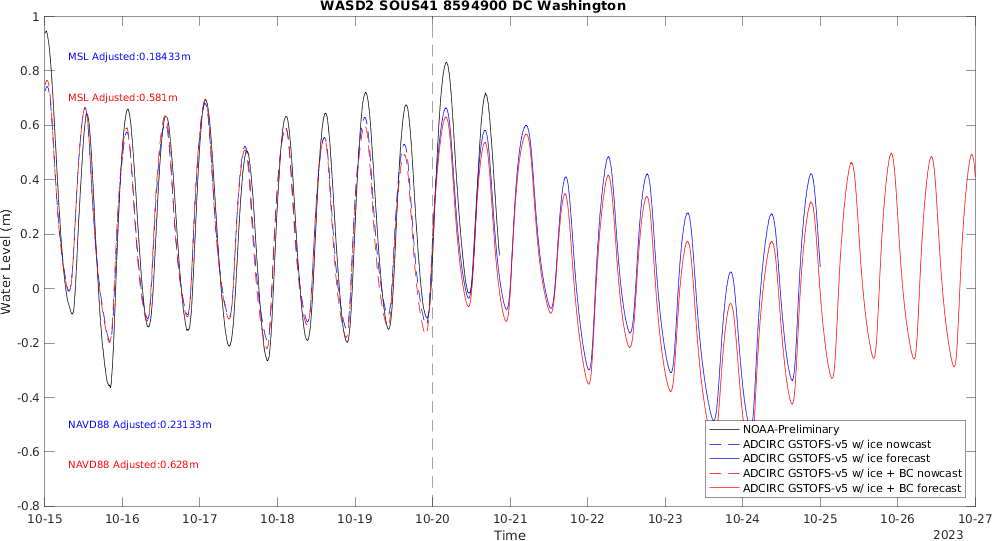 WASD2 SOUS41 8594900 DC Washington
1
0.8
0.6
0.4
0.2
0
-0.2
-0.4
-0.6
-0.8
Water Level (m)
MSL Adjusted:0.18433m
MSL Adjusted:0.581m
NAVD88 Adjusted:0.23133m
NAVD88 Adjusted:0.628m
NOAA-Preliminary
ADCIRC GSTOFS-v5 w/ ice nowcast
ADCIRC GSTOFS-v5 w/ ice forecast
ADCIRC GSTOFS-v5 w/ ice + BC nowcast
ADCIRC GSTOFS-v5 w/ ice + BC forecast
10-15 10-16 10-17 10-18 10-19 10-20 10-21 10-22 10-23 10-24 10-25 10-26 10-27
Time
2023